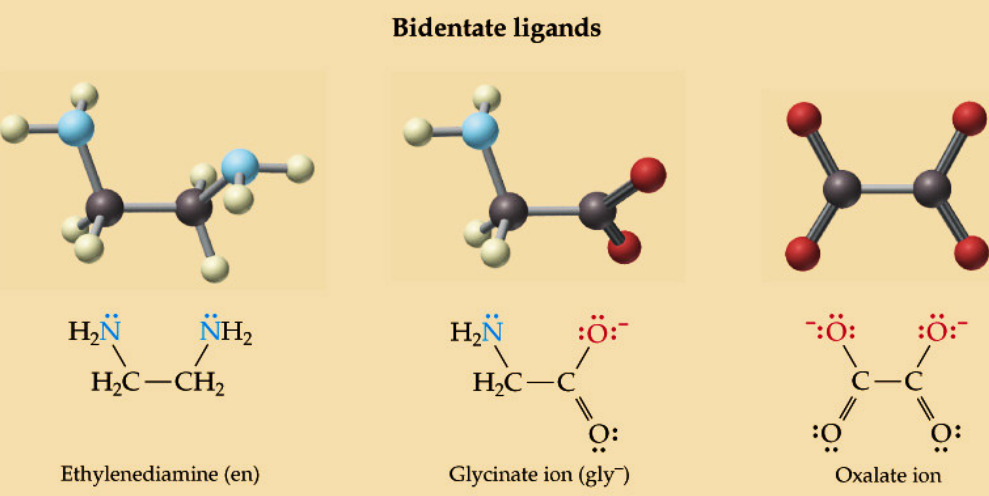 Bidentate ligands
H₂N̈ N̈H₂ H₂N̈ :Ö:⁻ ⁻:Ö: :Ö:⁻
H₂C—CH₂ H₂C—C C—C
O: :O O:
Ethylenediamine (en) Glycinate ion (gly⁻) Oxalate ion